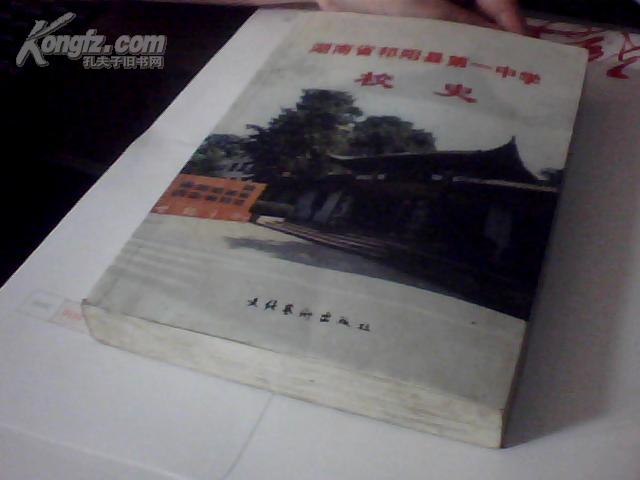 Kongfz.com
孔夫子旧书网
湖南省祁阳县第一中学
校史
文化艺术出版社